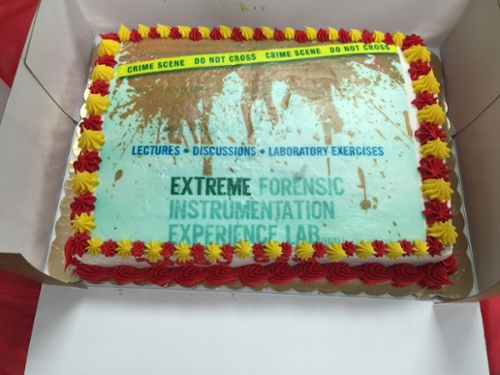 CRIME SCENE DO NOT CROSS CRIME SCENE DO NOT CROSS
LECTURES • DISCUSSIONS • LABORATORY EXERCISES
EXTREME FORENSIC
INSTRUMENTATION
EXPERIENCE LAB